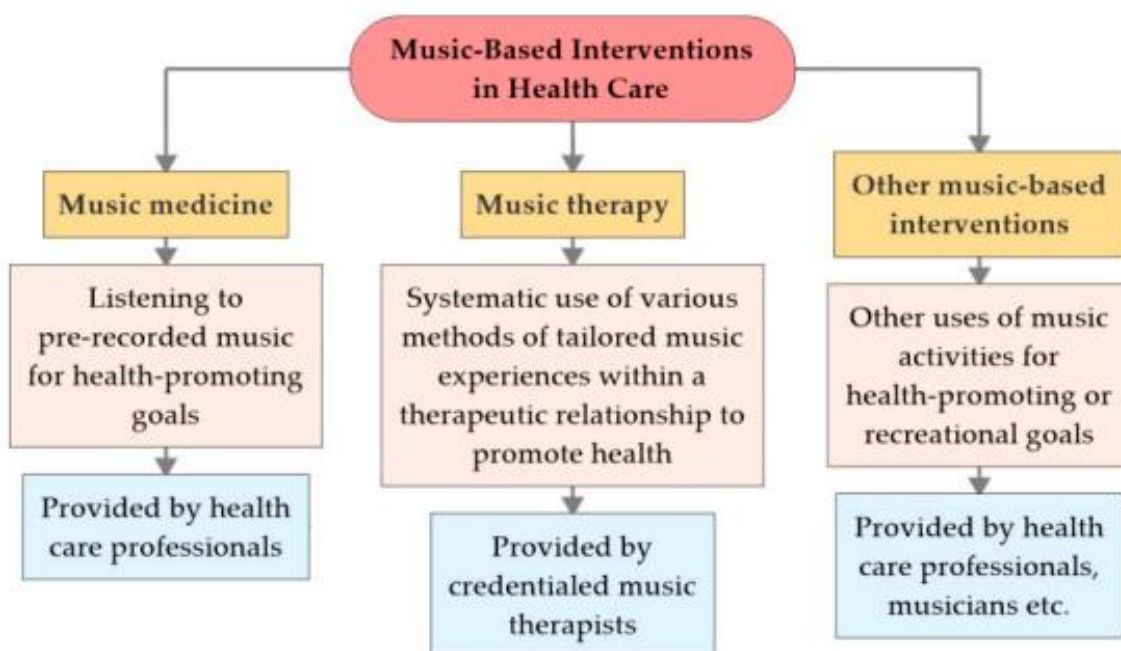 Music-Based Interventions
in Health Care
Music medicine
Listening to
pre-recorded music
for health-promoting
goals
Provided by health
care professionals
Music therapy
Systematic use of various
methods of tailored music
experiences within a
therapeutic relationship to
promote health
Provided by
credentialed music
therapists
Other music-based
interventions
Other uses of music
activities for
health-promoting or
recreational goals
Provided by health
care professionals,
musicians etc.